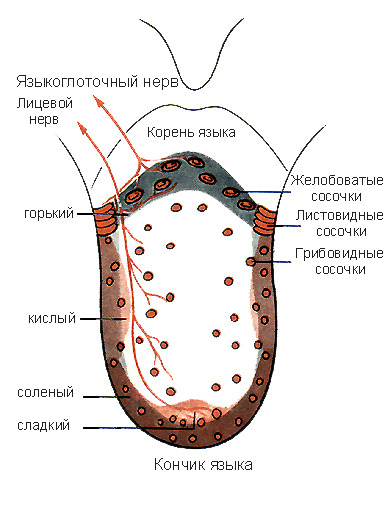 Языкоглоточный нерв
Лицевой
нерв
Корень языка
Желобоватые
сосочки
горький
Листовидные
сосочки
Грибовидные
сосочки
кислый
соленый
сладкий
Кончик языка